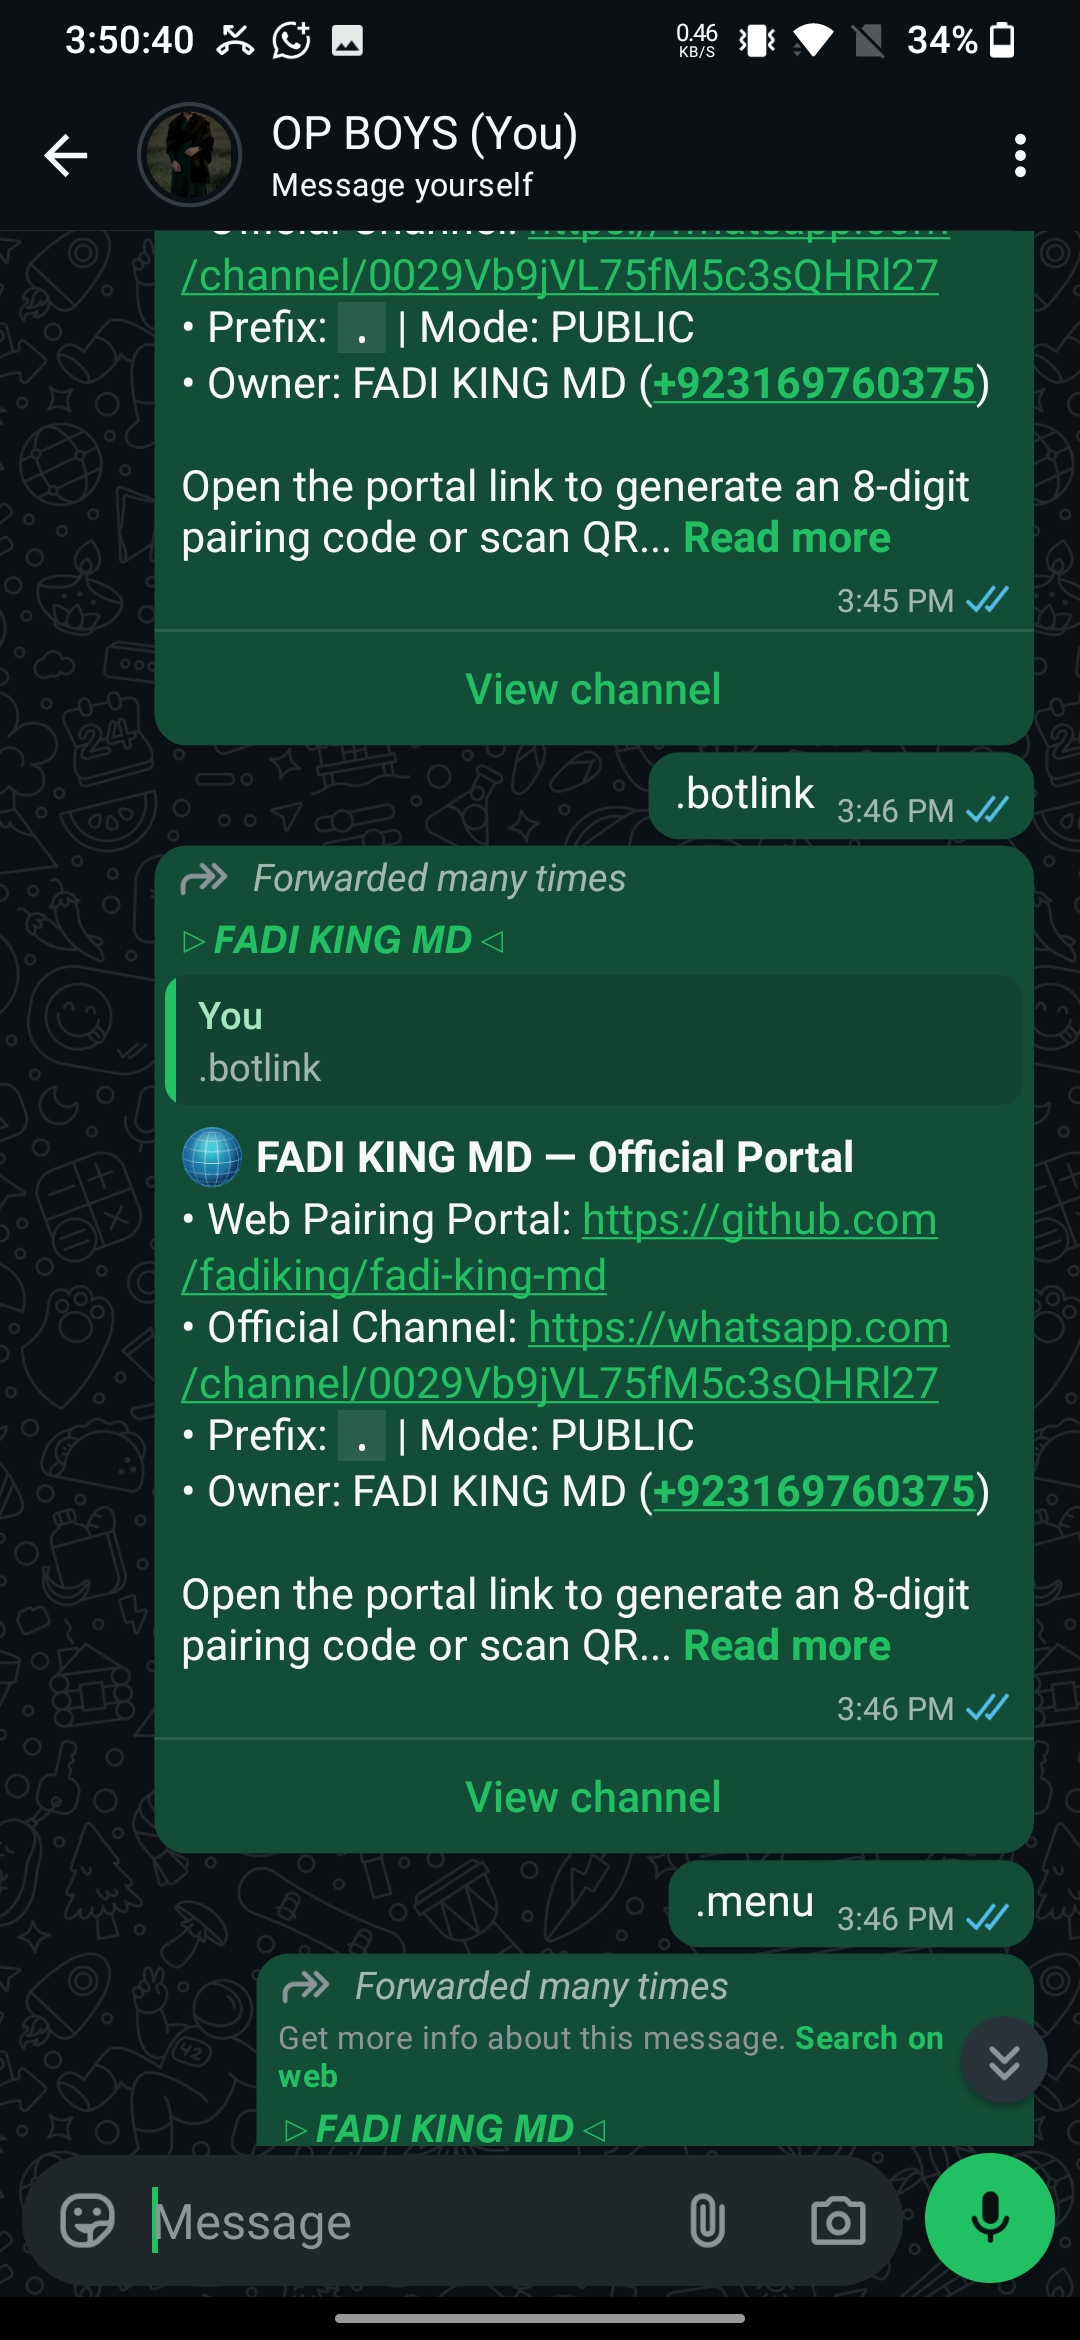 3:50:40
0.46
KB/S
34%
OP BOYS (You)
Message yourself
Official Channel: https://whatsapp.com
/channel/0029Vb9jVL75fM5c3sQHRl27
• Prefix: . | Mode: PUBLIC
• Owner: FADI KING MD (+923169760375)
Open the portal link to generate an 8-digit
pairing code or scan QR... Read more
3:45 PM
View channel
.botlink 3:46 PM
Forwarded many times
▷ FADI KING MD ◁
You
.botlink
🌐 FADI KING MD — Official Portal
• Web Pairing Portal: https://github.com
/fadiking/fadi-king-md
• Official Channel: https://whatsapp.com
/channel/0029Vb9jVL75fM5c3sQHRl27
• Prefix: . | Mode: PUBLIC
• Owner: FADI KING MD (+923169760375)
Open the portal link to generate an 8-digit
pairing code or scan QR... Read more
3:46 PM
View channel
.menu 3:46 PM
Forwarded many times
Get more info about this message. Search on
web
▷ FADI KING MD ◁
Message